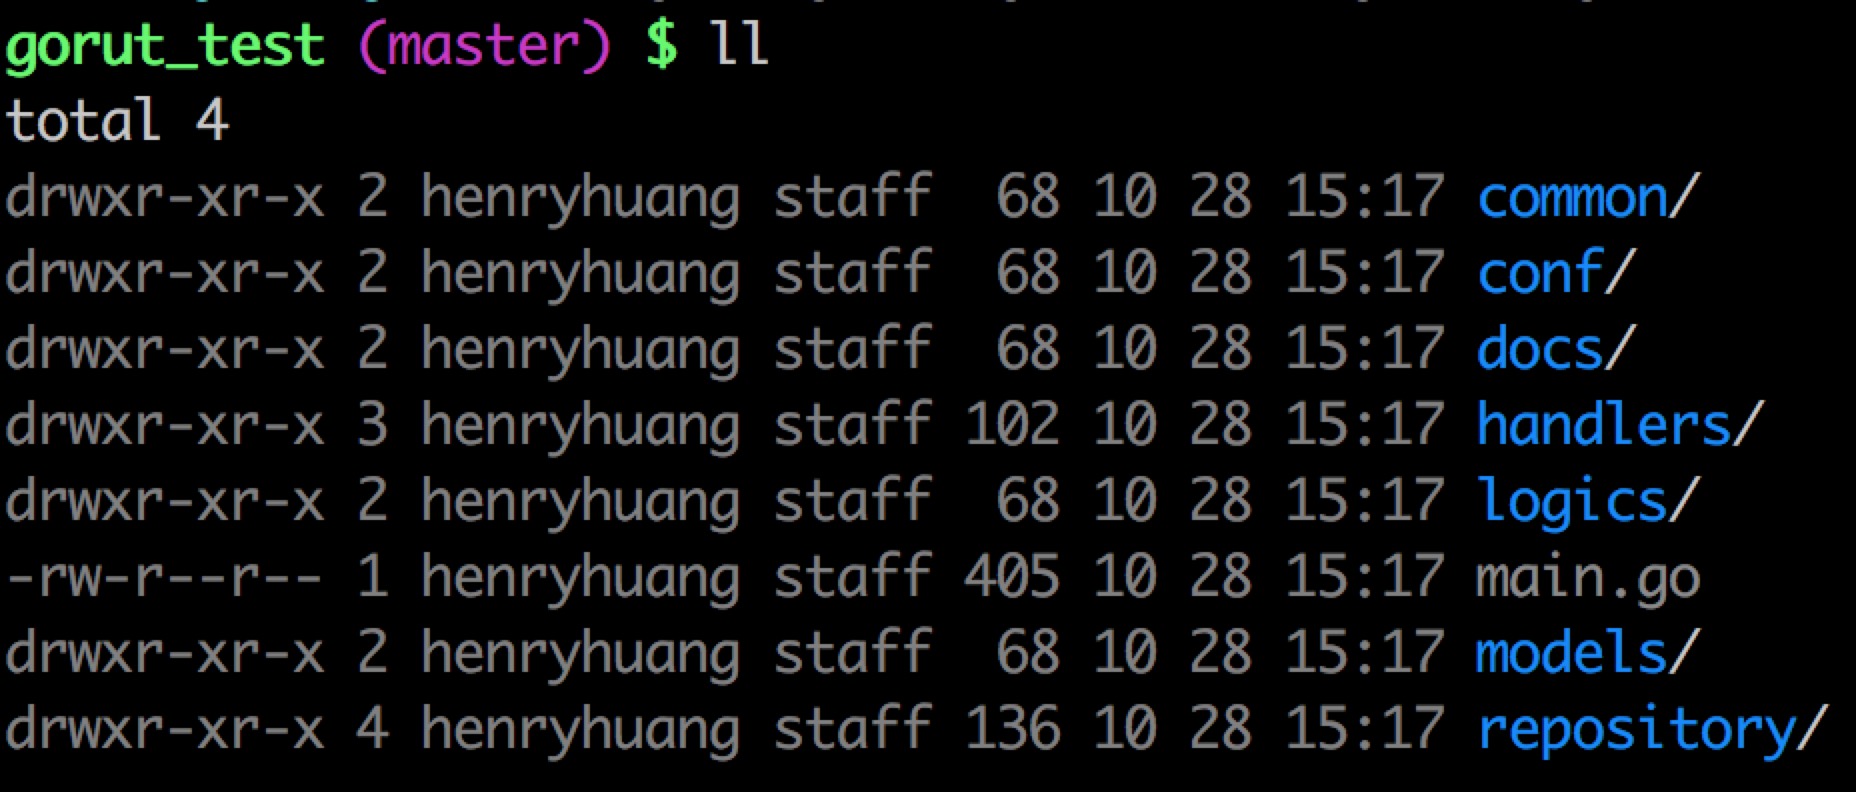 gorut_test (master) $ ll
total 4
drwxr-xr-x 2 henryhuang staff  68 10 28 15:17 common/
drwxr-xr-x 2 henryhuang staff  68 10 28 15:17 conf/
drwxr-xr-x 2 henryhuang staff  68 10 28 15:17 docs/
drwxr-xr-x 3 henryhuang staff 102 10 28 15:17 handlers/
drwxr-xr-x 2 henryhuang staff  68 10 28 15:17 logics/
-rw-r--r-- 1 henryhuang staff 405 10 28 15:17 main.go
drwxr-xr-x 2 henryhuang staff  68 10 28 15:17 models/
drwxr-xr-x 4 henryhuang staff 136 10 28 15:17 repository/